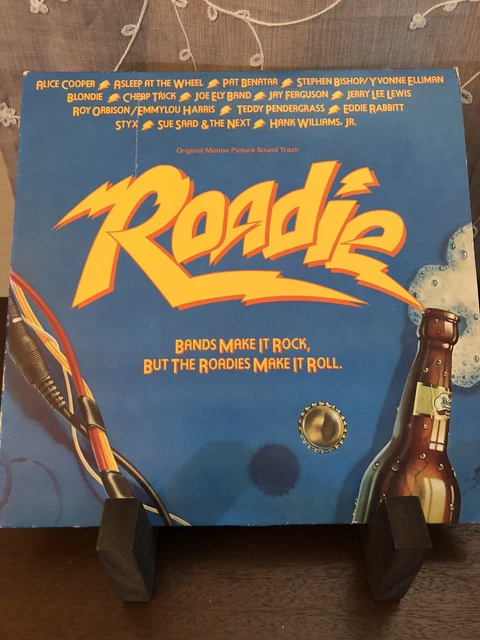 Alice Cooper Asleep at the Wheel Pat Benatar Stephen Bishop/Yvonne Elliman
Blondie Cheap Trick Joe Ely Band Jay Ferguson Jerry Lee Lewis
Roy Orbison/Emmylou Harris Teddy Pendergrass Eddie Rabbitt
Styx Sue Saad & the Next Hank Williams, Jr.
Original Motion Picture Sound Track
Roadie
Bands Make It Rock,
But the Roadies Make It Roll.